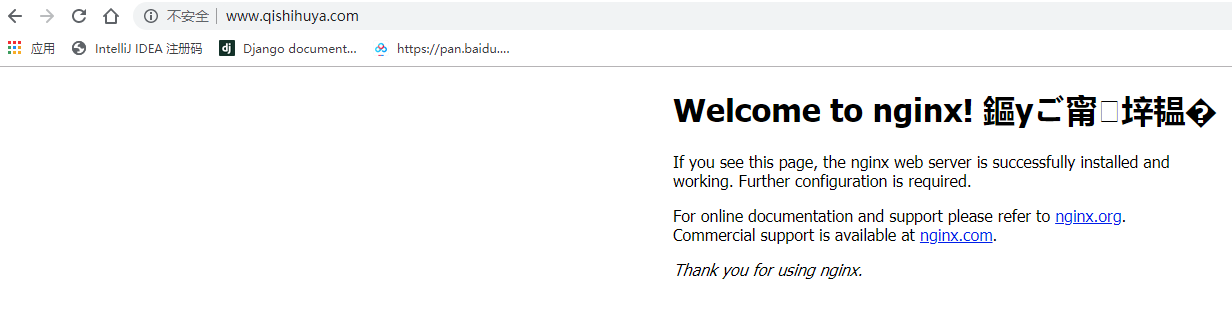 不安全 | www.qishihuya.com
应用 IntelliJ IDEA 注册码 Django document... https://pan.baidu....
Welcome to nginx! 鏂yご甯垶韫�
If you see this page, the nginx web server is successfully installed and
working. Further configuration is required.
For online documentation and support please refer to nginx.org.
Commercial support is available at nginx.com.
Thank you for using nginx.